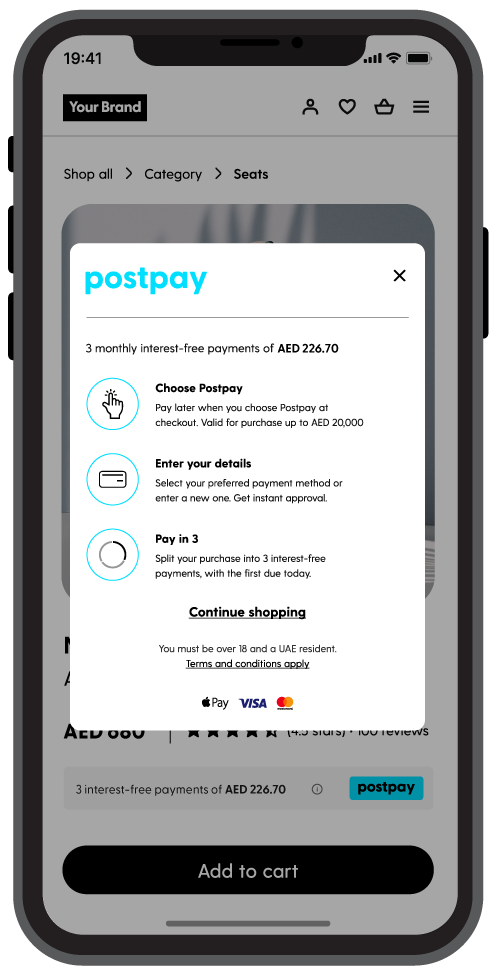 19:41
Your Brand
Shop all > Category > Seats
postpay
3 monthly interest-free payments of AED 226.70
Choose Postpay
Pay later when you choose Postpay at
checkout. Valid for purchase up to AED 20,000
Enter your details
Select your preferred payment method or
enter a new one. Get instant approval.
Pay in 3
Split your purchase into 3 interest-free
payments, with the first due today.
Continue shopping
You must be over 18 and a UAE resident.
Terms and conditions apply
Pay VISA
AED 680 (4.5 stars) · 100 reviews
3 interest-free payments of AED 226.70 postpay
Add to cart